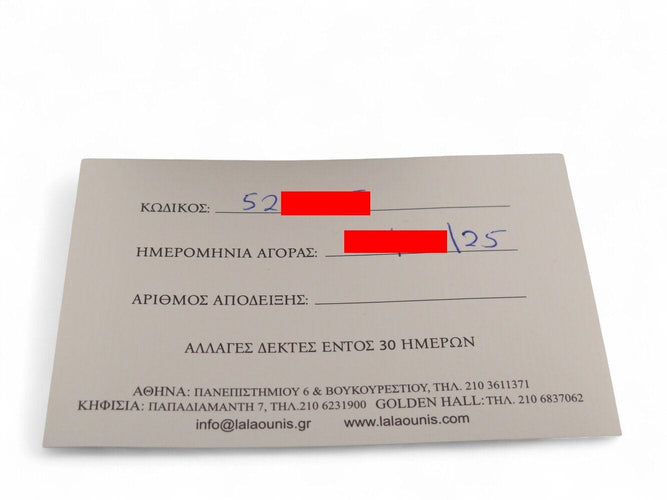 ΚΩΔΙΚΟΣ: 52
ΗΜΕΡΟΜΗΝΙΑ ΑΓΟΡΑΣ: /25
ΑΡΙΘΜΟΣ ΑΠΟΔΕΙΞΗΣ:
ΑΛΛΑΓΕΣ ΔΕΚΤΕΣ ΕΝΤΟΣ 30 ΗΜΕΡΩΝ
ΑΘΗΝΑ: ΠΑΝΕΠΙΣΤΗΜΙΟΥ 6 & ΒΟΥΚΟΥΡΕΣΤΙΟΥ, ΤΗΛ. 210 3611371
ΚΗΦΙΣΙΑ: ΠΑΠΑΔΙΑΜΑΝΤΗ 7, ΤΗΛ.210 6231900 GOLDEN HALL:ΤΗΛ. 210 6837062
info@lalaounis.gr www.lalaounis.com